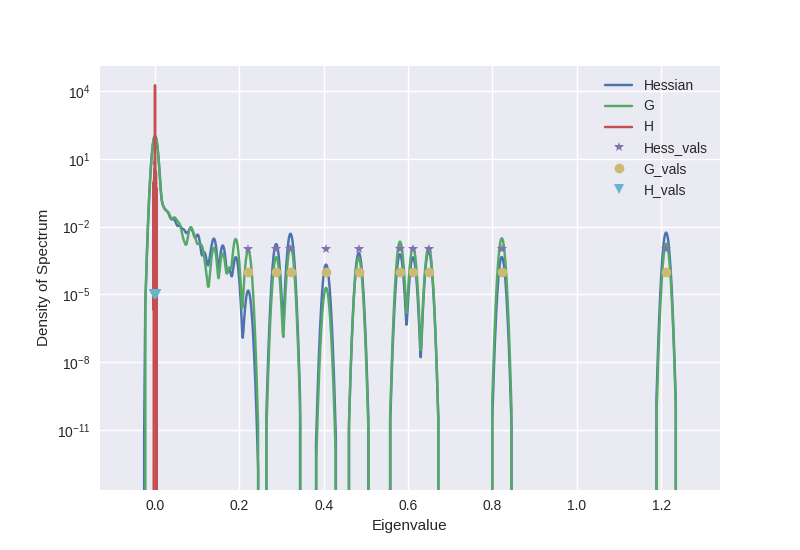 Density of Spectrum
10^4
10^1
10^−2
10^−5
10^−8
10^−11
Hessian
G
H
Hess_vals
G_vals
H_vals
0.0 0.2 0.4 0.6 0.8 1.0 1.2
Eigenvalue